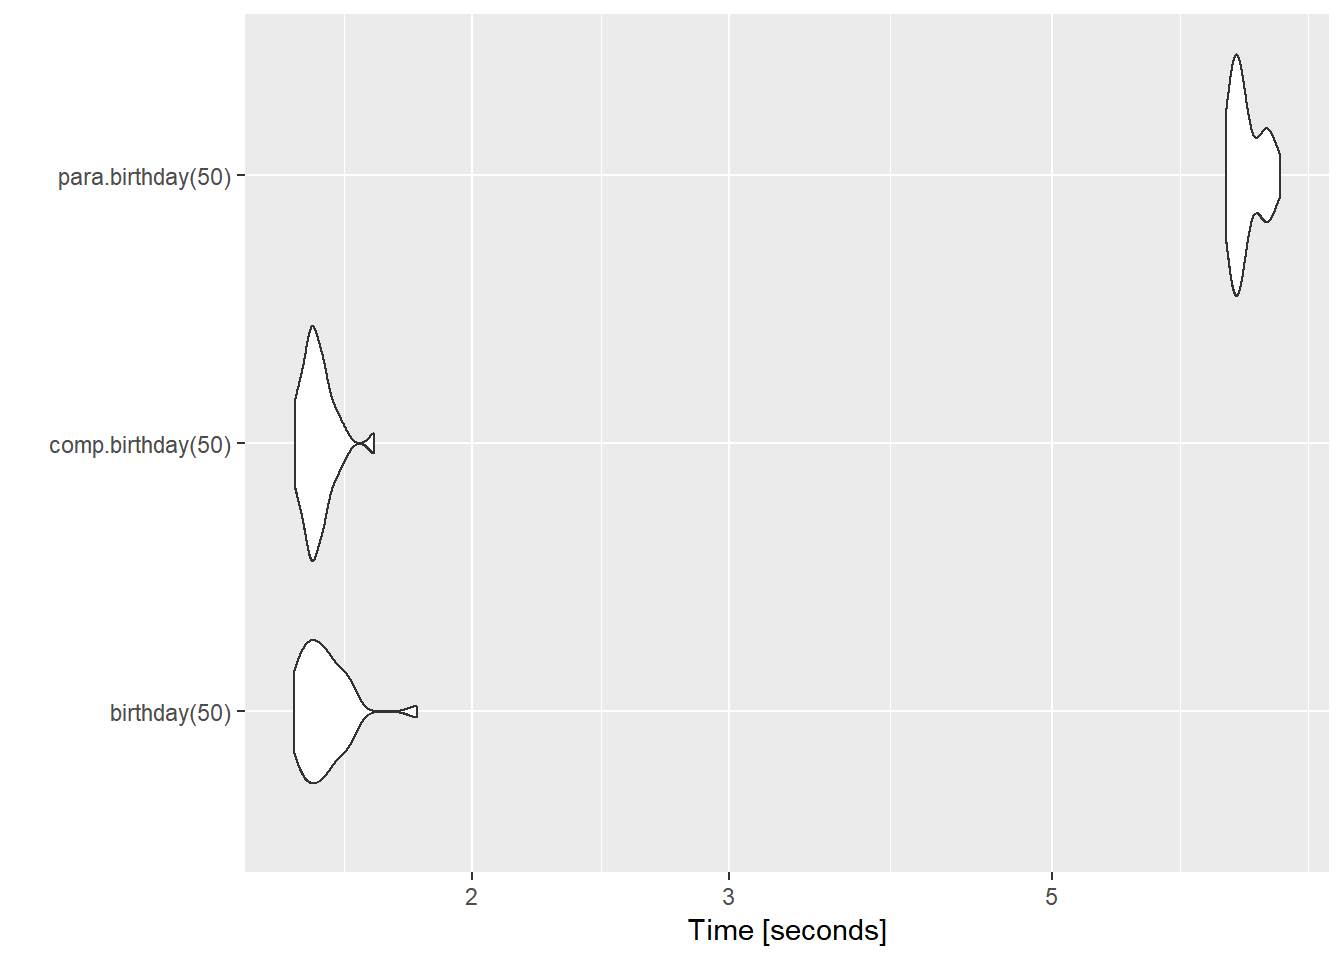 para.birthday(50)
comp.birthday(50)
birthday(50)
2
3
5
Time [seconds]